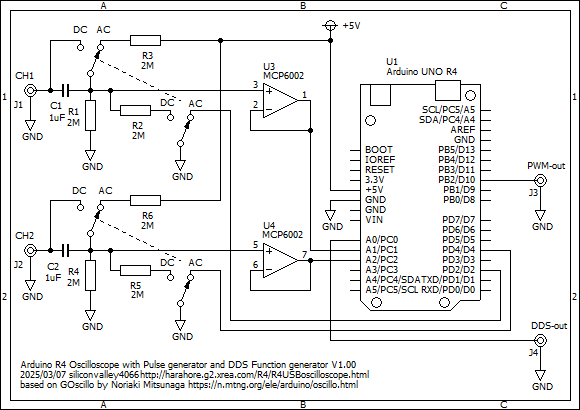 A B C
DC AC
R3
2M
+5V
U3
MCP6002
U1
Arduino UNO R4
CH1
J1
GND
C1
1uF
R1
2M
GND
R2
2M
DC AC
GND
3
2
1
1
1
SCL/PC5/A5
SDA/PC4/A4
AREF
GND
BOOT PB5/D13
IOREF PB4/D12
RESET PB3/D11
3.3V PB2/D10
+5V PB1/D9
GND PB0/D8
GND
VIN PD7/D7
PD6/D6
A0/PC0 PD5/D5
A1/PC1 PD4/D4
A2/PC2 PD3/D3
A3/PC3 PD2/D2
A4/PC4/SDA TXD/PD1/D1
A5/PC5/SCL RXD/PD0/D0
PWM-out
J3
GND
GND
DC AC
R6
2M
U4
MCP6002
CH2
J2
GND
C2
1uF
R4
2M
GND
R5
2M
DC AC
GND
5
6
7
2
2
DDS-out
J4
GND
Arduino R4 Oscilloscope with Pulse generator and DDS Function generator V1.00
2025/03/07 siliconvalley4066 http://harahore.g2.xrea.com/R4/R4USBoscilloscope.html
based on GOscillo by Noriaki Mitsunaga https://n.mtng.org/ele/arduino/oscillo.html
A B C